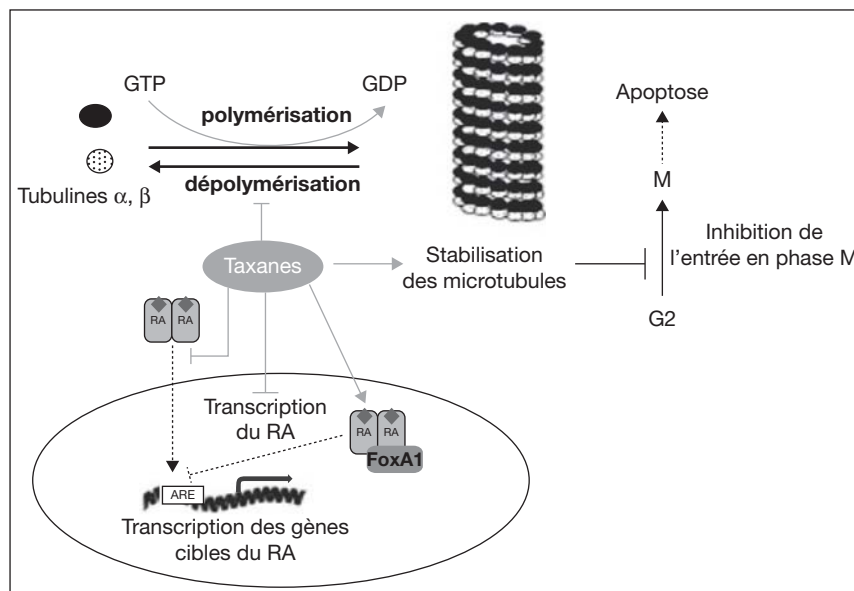 GTP
GDP
polymérisation
dépolymérisation
Tubulines α, β
Apoptose
M
Inhibition de
l'entrée en phase M
G2
Stabilisation
des microtubules
Taxanes
RA RA
Transcription
du RA
RA RA
FoxA1
ARE
Transcription des gènes
cibles du RA